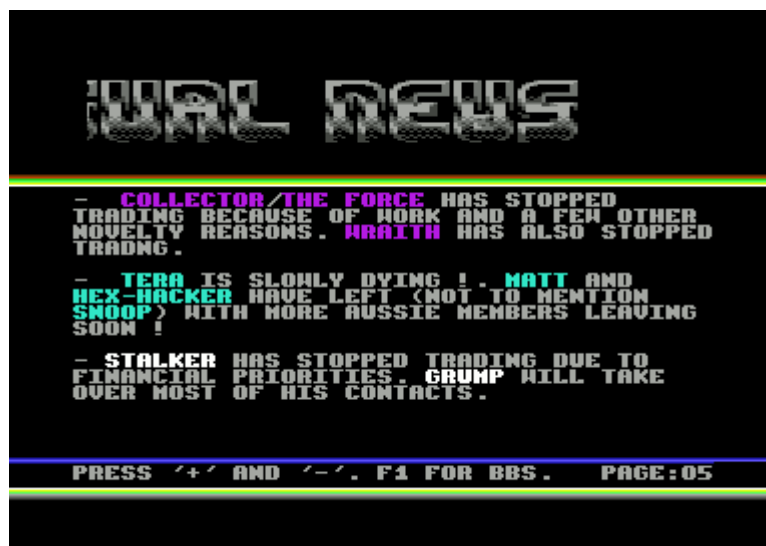 UAL NEWS
- COLLECTOR/THE FORCE HAS STOPPED
TRADING BECAUSE OF WORK AND A FEW OTHER
NOVELTY REASONS. WRAITH HAS ALSO STOPPED
TRADNG.
- TERA IS SLOWLY DYING !. MATT AND
HEX-HACKER HAVE LEFT (NOT TO MENTION
SNOOP) WITH MORE AUSSIE MEMBERS LEAVING
SOON !
- STALKER HAS STOPPED TRADING DUE TO
FINANCIAL PRIORITIES. GRUMP WILL TAKE
OVER MOST OF HIS CONTACTS.
PRESS '+' AND '-'. F1 FOR BBS. PAGE:05